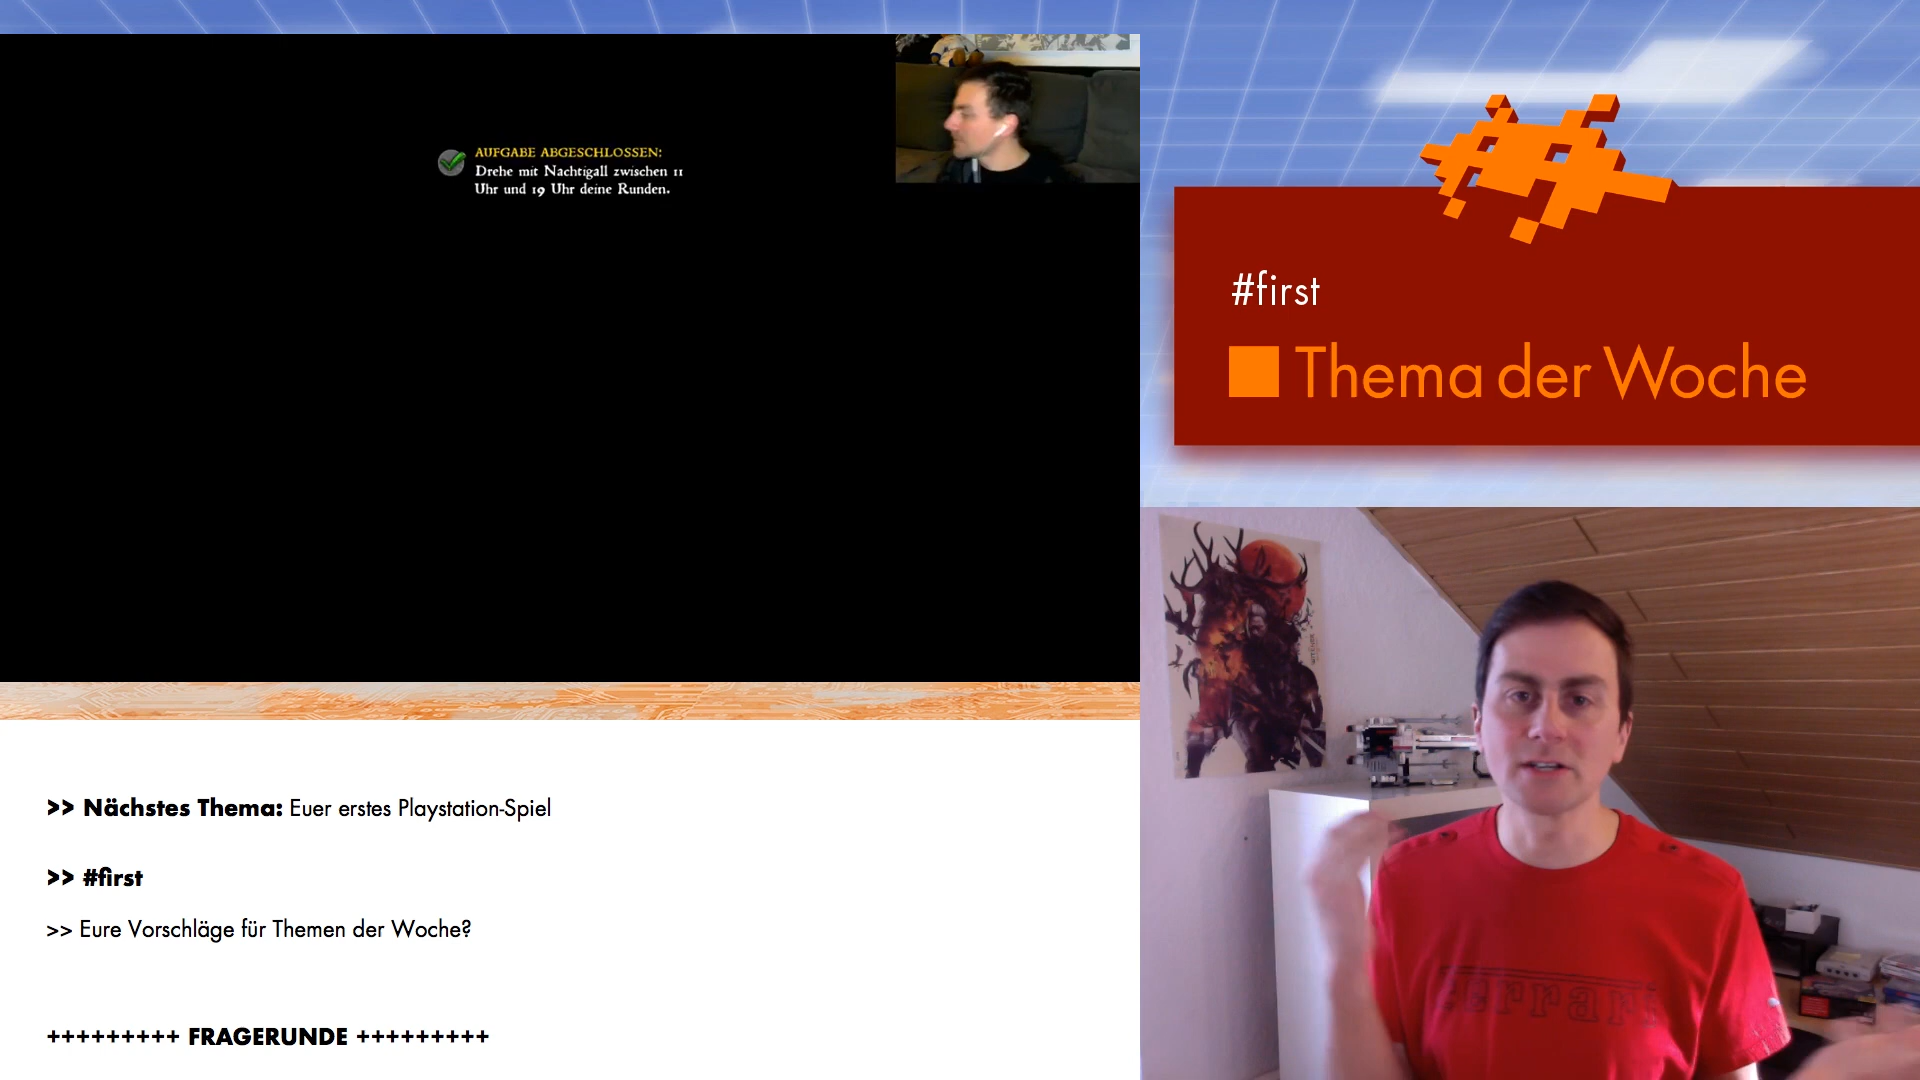 AUFGABE ABGESCHLOSSEN:
Drehe mit Nachtigall zwischen 11
Uhr und 19 Uhr deine Runden.
#first
Thema der Woche
>> Nächstes Thema: Euer erstes Playstation-Spiel
>> #first
>> Eure Vorschläge für Themen der Woche?
+++++++++ FRAGERUNDE +++++++++
ferrari